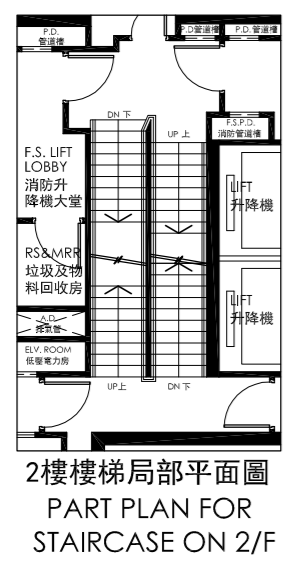 P.D.
管道槽
P.D管道槽
P.D.管道槽
DN 下
UP 上
F.S.P.D.
消防管道槽
F.S. LIFT
LOBBY
消防升
降機大堂
LIFT
升降機
RS&MRR
垃圾及物
料回收房
LIFT
升降機
A.D.
排氣管
ELV. ROOM
低壓電力房
UP上
DN 下
2樓樓梯局部平面圖
PART PLAN FOR
STAIRCASE ON 2/F